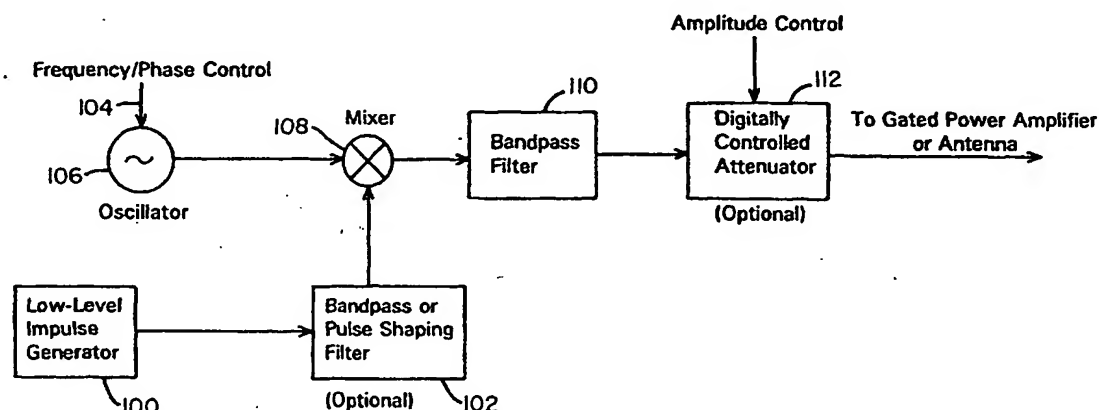 Amplitude Control
Frequency/Phase Control
104
106
Oscillator
108
Mixer
110
Bandpass
Filter
112
Digitally
Controlled
Attenuator
(Optional)
To Gated Power Amplifier
or Antenna
Low-Level
Impulse
Generator
100
Bandpass or
Pulse Shaping
Filter
(Optional)
102